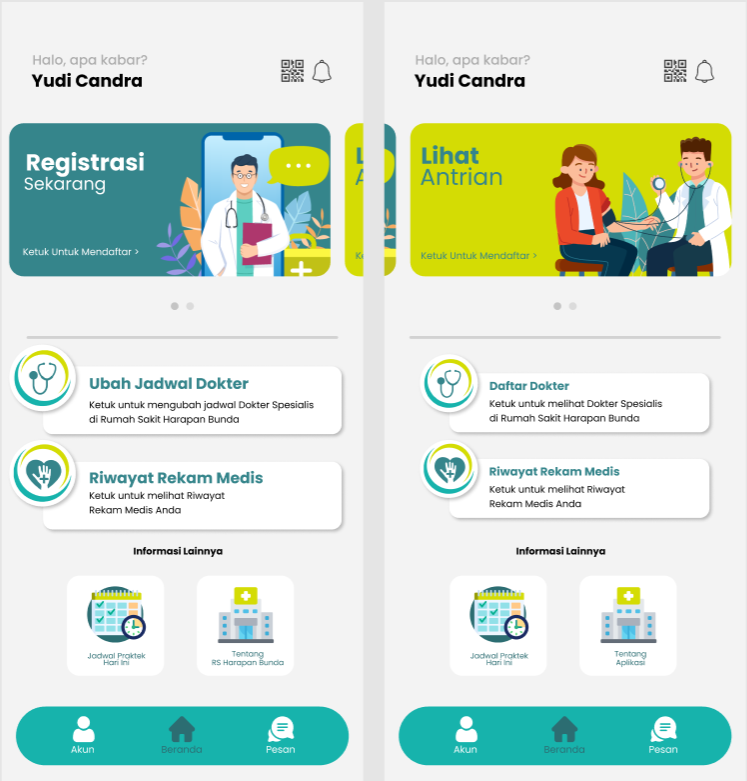 Halo, apa kabar?
Yudi Candra
Registrasi
Sekarang
Ketuk Untuk Mendaftar >
L
A
Ke
Ubah Jadwal Dokter
Ketuk untuk mengubah jadwal Dokter Spesialis
di Rumah Sakit Harapan Bunda
Riwayat Rekam Medis
Ketuk untuk melihat Riwayat
Rekam Medis Anda
Informasi Lainnya
Jadwal Praktek
Hari Ini
Tentang
RS Harapan Bunda
Akun
Beranda
Pesan
Halo, apa kabar?
Yudi Candra
Lihat
Antrian
Ketuk Untuk Mendaftar >
Daftar Dokter
Ketuk untuk melihat Dokter Spesialis
di Rumah Sakit Harapan Bunda
Riwayat Rekam Medis
Ketuk untuk melihat Riwayat
Rekam Medis Anda
Informasi Lainnya
Jadwal Praktek
Hari Ini
Tentang
Aplikasi
Akun
Beranda
Pesan